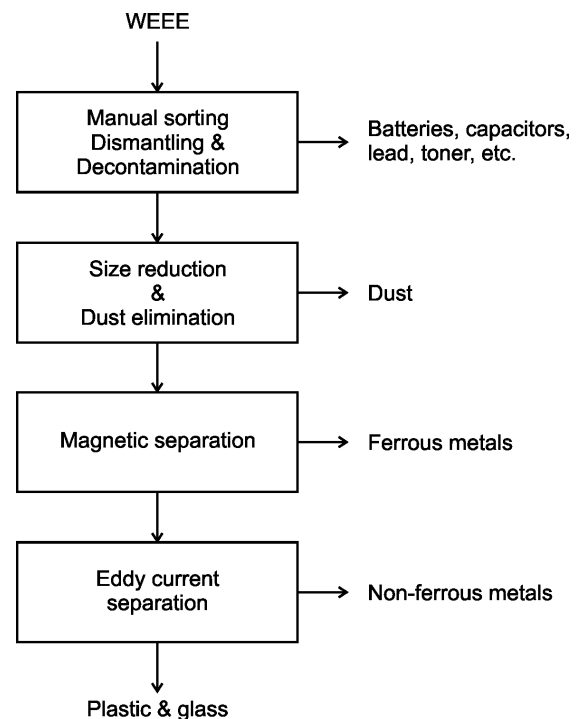 WEEE
Manual sorting
Dismantling &
Decontamination
Batteries, capacitors,
lead, toner, etc.
Size reduction
&
Dust elimination
Dust
Magnetic separation
Ferrous metals
Eddy current
separation
Non-ferrous metals
Plastic & glass